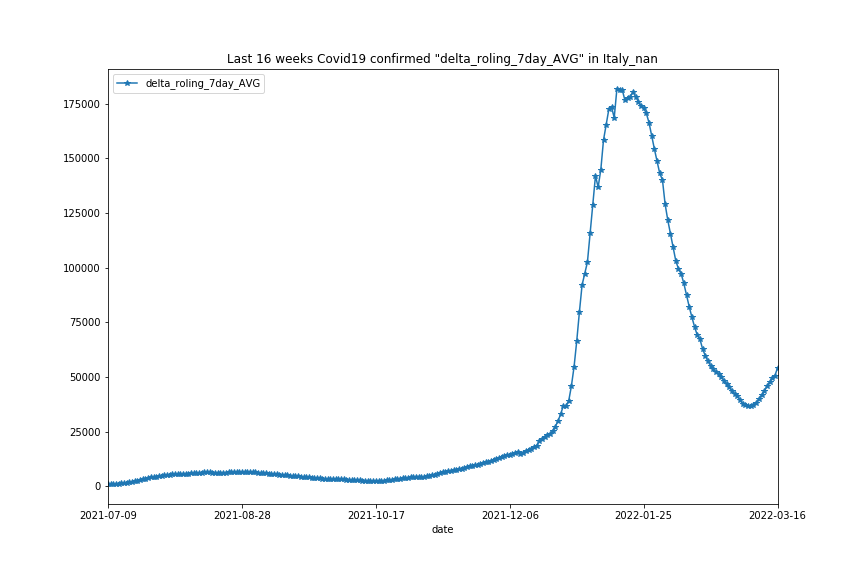 Last 16 weeks Covid19 confirmed "delta_roling_7day_AVG" in Italy_nan
delta_roling_7day_AVG
175000
150000
125000
100000
75000
50000
25000
0
2021-07-09 2021-08-28 2021-10-17 2021-12-06 2022-01-25 2022-03-16
date